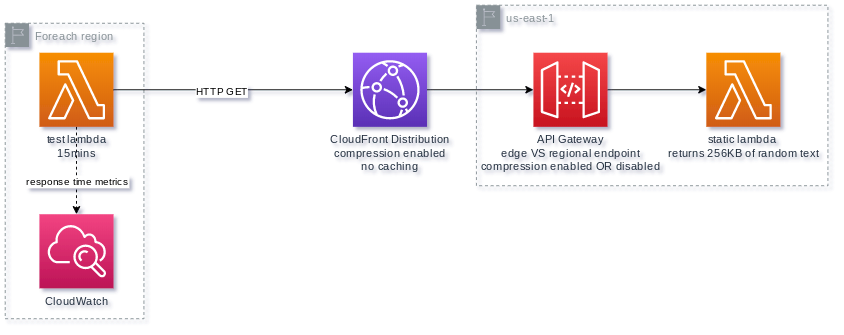 Foreach region
us-east-1
HTTP GET
test lambda
15mins
CloudFront Distribution
compression enabled
no caching
API Gateway
edge VS regional endpoint
compression enabled OR disabled
static lambda
returns 256KB of random text
response time metrics
CloudWatch